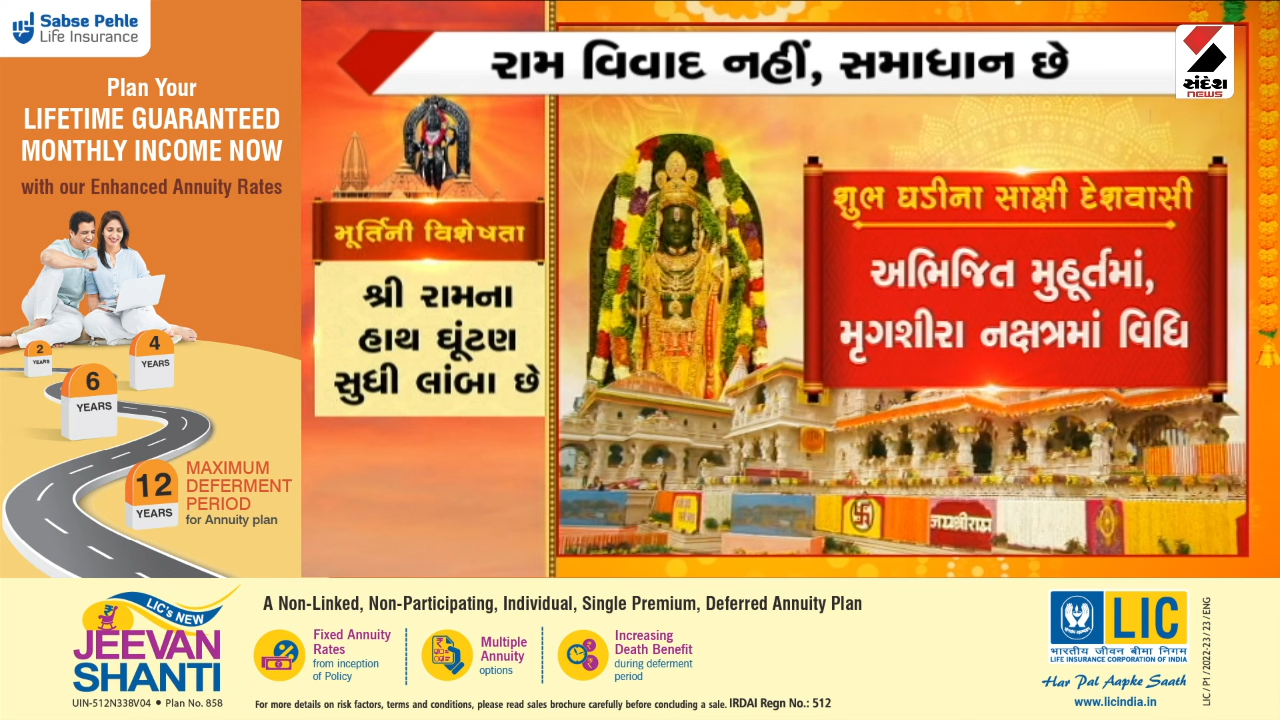 Sabse Pehle
Life Insurance
Plan Your
LIFETIME GUARANTEED
MONTHLY INCOME NOW
with our Enhanced Annuity Rates
2
YEARS
4
YEARS
6
YEARS
12
YEARS
MAXIMUM
DEFERMENT
PERIOD
for Annuity plan
રામ વિવાદ નહીં, સમાધાન છે
સંદેશ
NEWS
મૂર્તિની વિશેષતા
શ્રી રામના
હાથ ઘૂંટણ
સુધી લાંબા છે
શુભ ઘડીના સાક્ષી દેશવાસી
અભિજિત મુહૂર્તમાં,
મૃગશીરા નક્ષત્રમાં વિધિ
जय श्रीराम
LIC's NEW
JEEVAN
SHANTI
UIN-512N338V04 • Plan No. 858
A Non-Linked, Non-Participating, Individual, Single Premium, Deferred Annuity Plan
Fixed Annuity
Rates
from inception
of Policy
Multiple
Annuity
options
Increasing
Death Benefit
during deferment
period
For more details on risk factors, terms and conditions, please read sales brochure carefully before concluding a sale. IRDAI Regn No.: 512
LIC
भारतीय जीवन बीमा निगम
LIFE INSURANCE CORPORATION OF INDIA
Har Pal Aapke Saath
www.licindia.in
LIC / P1 / 2022-23 / 23 / ENG